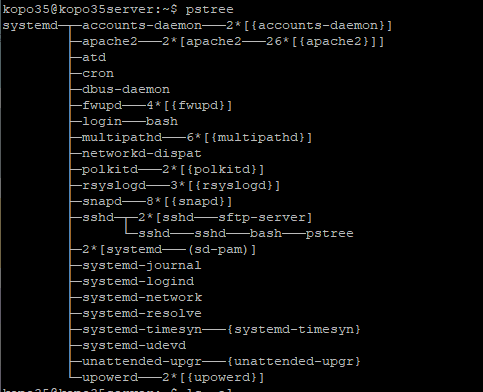 kopo35@kopo35server:~$ pstree
systemd─┬─accounts-daemon───2*[{accounts-daemon}]
        ├─apache2───2*[apache2───26*[{apache2}]]
        ├─atd
        ├─cron
        ├─dbus-daemon
        ├─fwupd───4*[{fwupd}]
        ├─login───bash
        ├─multipathd───6*[{multipathd}]
        ├─networkd-dispat
        ├─polkitd───2*[{polkitd}]
        ├─rsyslogd───3*[{rsyslogd}]
        ├─snapd───8*[{snapd}]
        ├─sshd─┬─2*[sshd───sftp-server]
        │      └─sshd───sshd───bash───pstree
        ├─2*[systemd───(sd-pam)]
        ├─systemd-journal
        ├─systemd-logind
        ├─systemd-network
        ├─systemd-resolve
        ├─systemd-timesyn───{systemd-timesyn}
        ├─systemd-udevd
        ├─unattended-upgr───{unattended-upgr}
        └─upowerd───2*[{upowerd}]